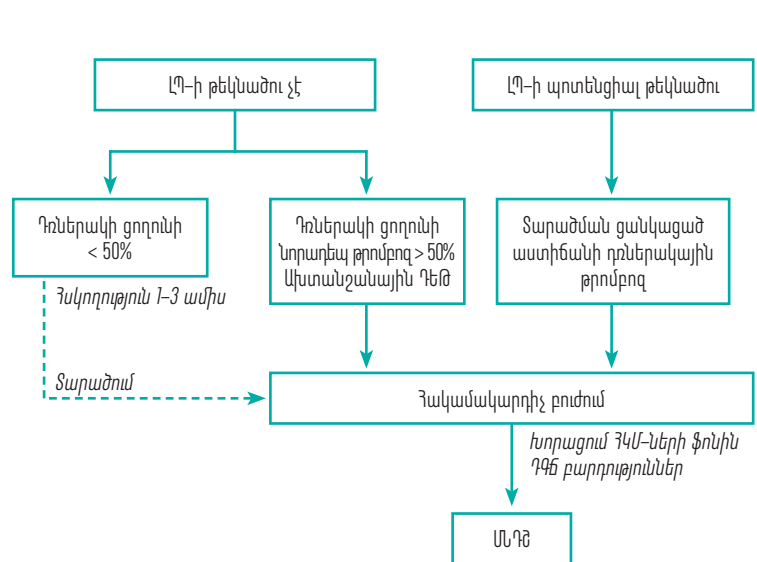 ԼՊ–ի թեկնածու չէ
ԼՊ–ի պոտենցիալ թեկնածու
Դռներակի ցողունի
< 50%
Դռներակի ցողունի
նորադեպ թրոմբոզ > 50%
Ախտանշանային ԴԵԹ
Տարածման ցանկացած
աստիճանի դռներակային
թրոմբոզ
Հսկողություն 1–3 ամիս
Տարածում
Հակամակարդիչ բուժում
Խորացում ՀԿՄ–ների ֆոնին
ԴԳՃ բարդություններ
ՄՆԴՇ